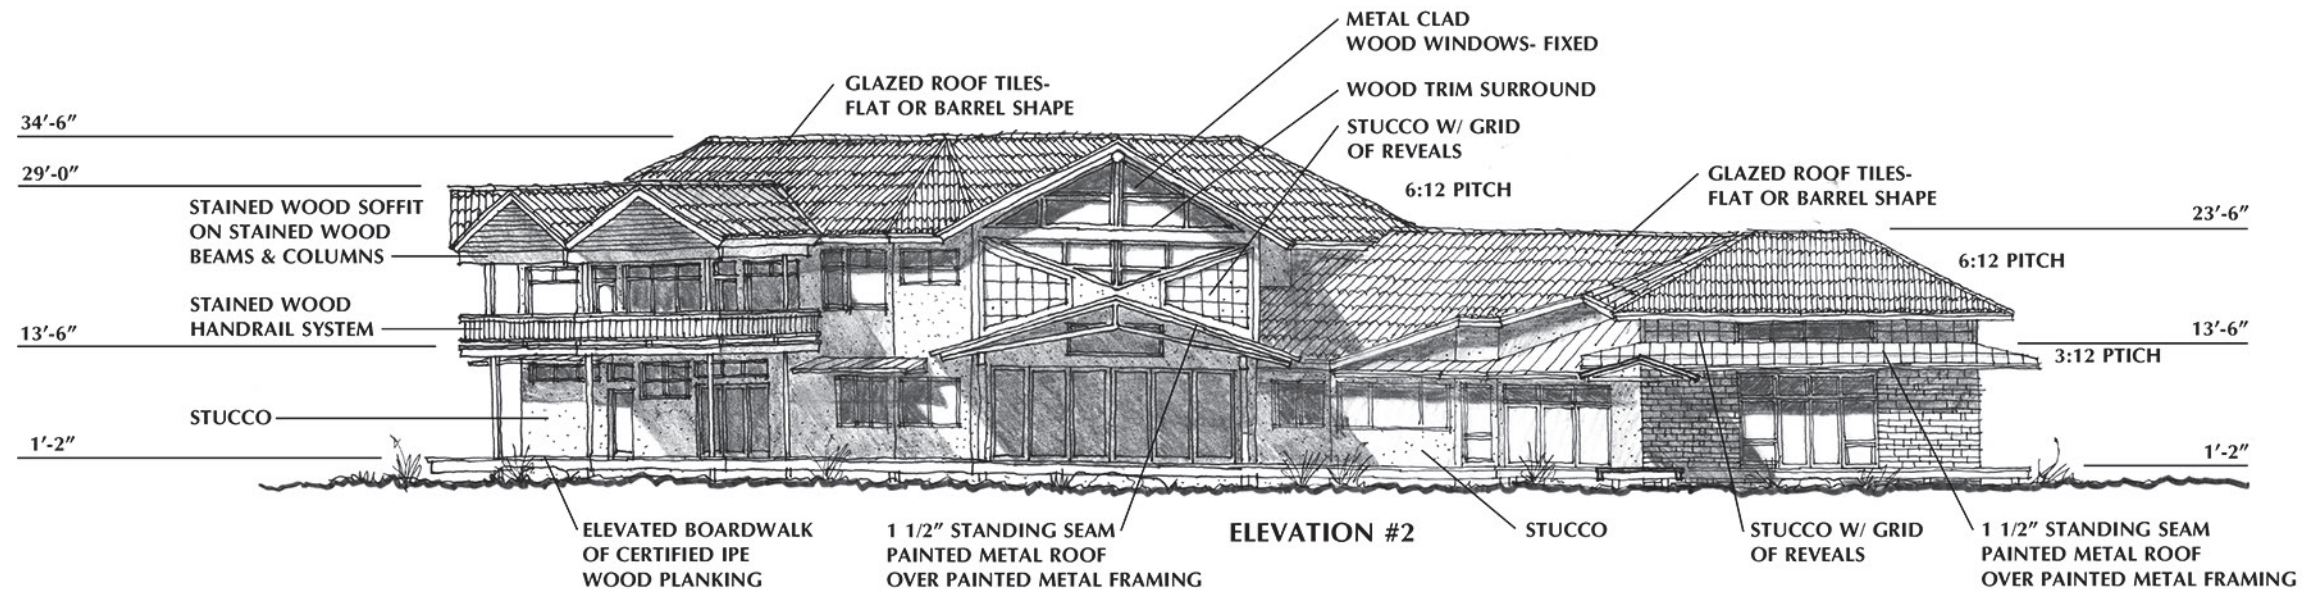 METAL CLAD
WOOD WINDOWS- FIXED
GLAZED ROOF TILES-
FLAT OR BARREL SHAPE
WOOD TRIM SURROUND
34′-6″
STUCCO W/ GRID
OF REVEALS
29′-0″
6:12 PITCH
GLAZED ROOF TILES-
FLAT OR BARREL SHAPE
STAINED WOOD SOFFIT
ON STAINED WOOD
BEAMS & COLUMNS
23′-6″
6:12 PITCH
STAINED WOOD
HANDRAIL SYSTEM
13′-6″
13′-6″
3:12 PTICH
STUCCO
1′-2″
1′-2″
ELEVATED BOARDWALK
OF CERTIFIED IPE
WOOD PLANKING
1 1/2″ STANDING SEAM
PAINTED METAL ROOF
OVER PAINTED METAL FRAMING
ELEVATION #2
STUCCO
STUCCO W/ GRID
OF REVEALS
1 1/2″ STANDING SEAM
PAINTED METAL ROOF
OVER PAINTED METAL FRAMING